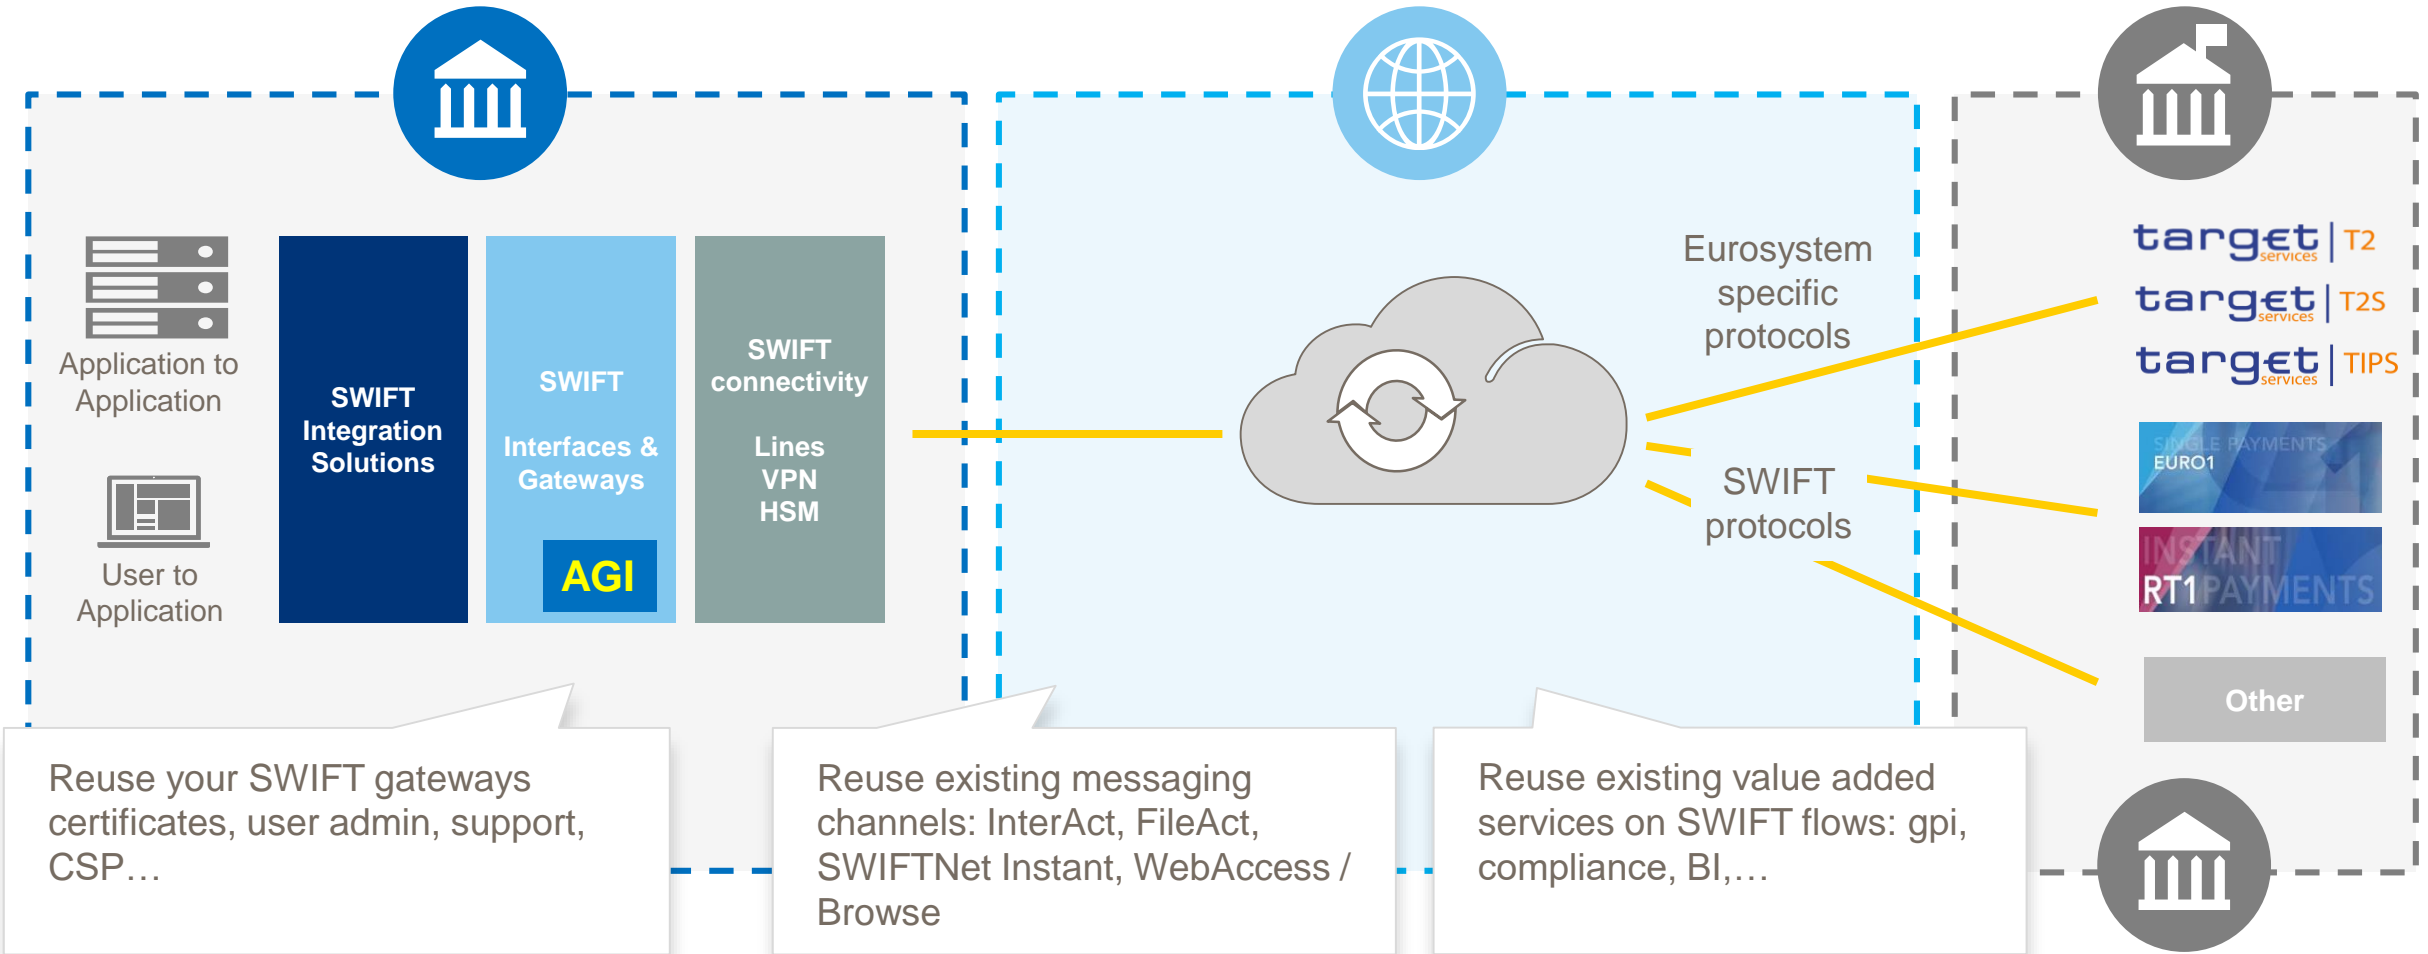 Application to
Application
User to
Application
SWIFT
Integration
Solutions
SWIFT
Interfaces &
Gateways
AGI
SWIFT
connectivity
Lines
VPN
HSM
Eurosystem
specific
protocols
SWIFT
protocols
target services | T2
target services | T2S
target services | TIPS
SINGLE PAYMENTS
EURO1
INSTANT
RT1 PAYMENTS
Other
Reuse your SWIFT gateways
certificates, user admin, support,
CSP…
Reuse existing messaging
channels: InterAct, FileAct,
SWIFTNet Instant, WebAccess /
Browse
Reuse existing value added
services on SWIFT flows: gpi,
compliance, BI,…